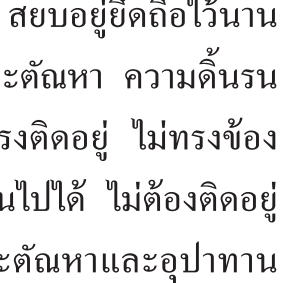 สยบอยู่ยึดถือไว้นาน
ะตัณหา ความดิ้นรน
รงติดอยู่ ไม่ทรงข้อง
นไปได้ ไม่ต้องติดอยู่
ะตัณหาและอุปาทาน